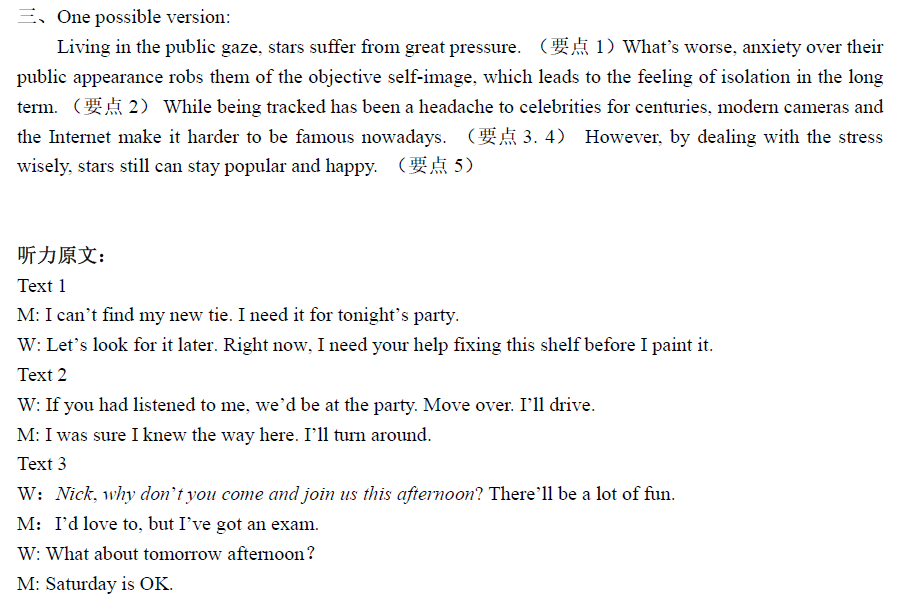 三、One possible version:
Living in the public gaze, stars suffer from great pressure. （要点 1）What's worse, anxiety over their
public appearance robs them of the objective self-image, which leads to the feeling of isolation in the long
term. （要点 2） While being tracked has been a headache to celebrities for centuries, modern cameras and
the Internet make it harder to be famous nowadays. （要点 3. 4） However, by dealing with the stress
wisely, stars still can stay popular and happy. （要点 5）
听力原文：
Text 1
M: I can't find my new tie. I need it for tonight's party.
W: Let's look for it later. Right now, I need your help fixing this shelf before I paint it.
Text 2
W: If you had listened to me, we'd be at the party. Move over. I'll drive.
M: I was sure I knew the way here. I'll turn around.
Text 3
W：Nick, why don't you come and join us this afternoon? There'll be a lot of fun.
M：I'd love to, but I've got an exam.
W: What about tomorrow afternoon？
M: Saturday is OK.